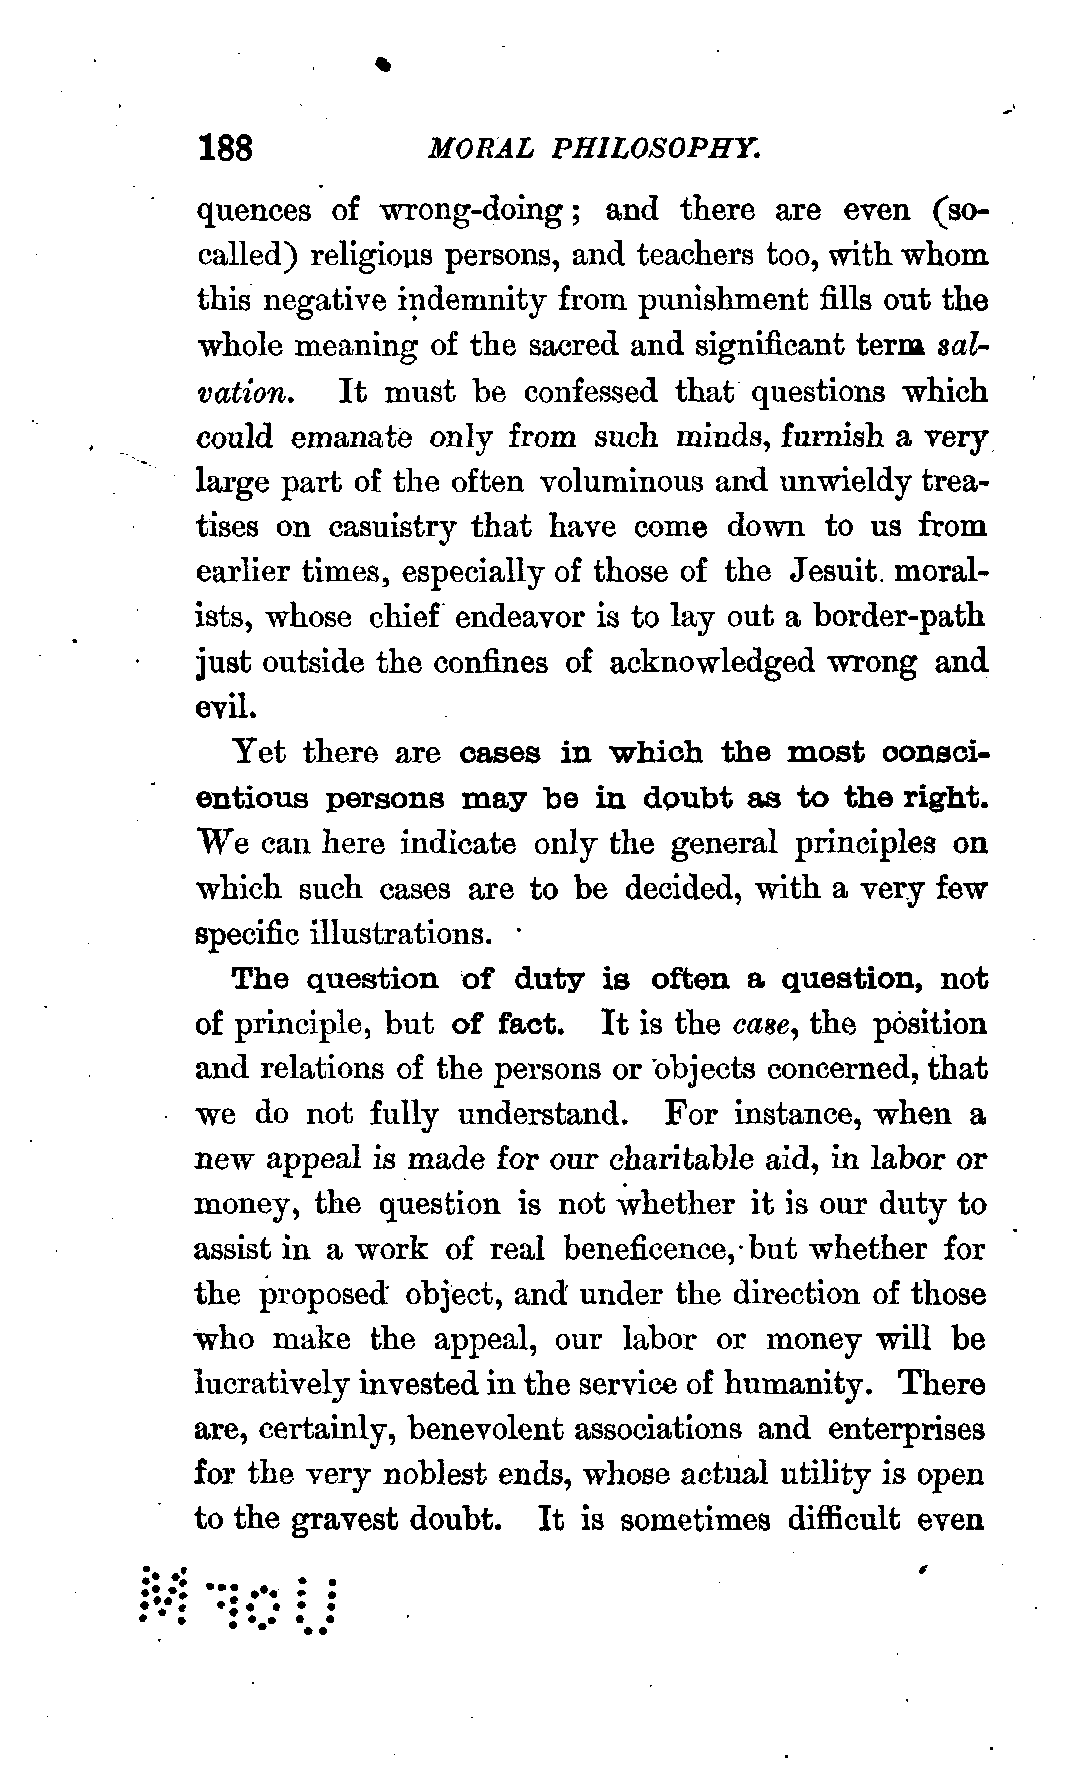 188 MORAL PHILOSOPHY.
quences of wrong-doing; and there are even (so-
called) religious persons, and teachers too, with whom
this negative indemnity from punishment fills out the
whole meaning of the sacred and significant term sal-
vation. It must be confessed that questions which
could emanate only from such minds, furnish a very
large part of the often voluminous and unwieldy trea-
tises on casuistry that have come down to us from
earlier times, especially of those of the Jesuit moral-
ists, whose chief endeavor is to lay out a border-path
just outside the confines of acknowledged wrong and
evil.
Yet there are cases in which the most consci-
entious persons may be in doubt as to the right.
We can here indicate only the general principles on
which such cases are to be decided, with a very few
specific illustrations.
The question of duty is often a question, not
of principle, but of fact. It is the case, the position
and relations of the persons or objects concerned, that
we do not fully understand. For instance, when a
new appeal is made for our charitable aid, in labor or
money, the question is not whether it is our duty to
assist in a work of real beneficence, but whether for
the proposed object, and under the direction of those
who make the appeal, our labor or money will be
lucratively invested in the service of humanity. There
are, certainly, benevolent associations and enterprises
for the very noblest ends, whose actual utility is open
to the gravest doubt. It is sometimes difficult even